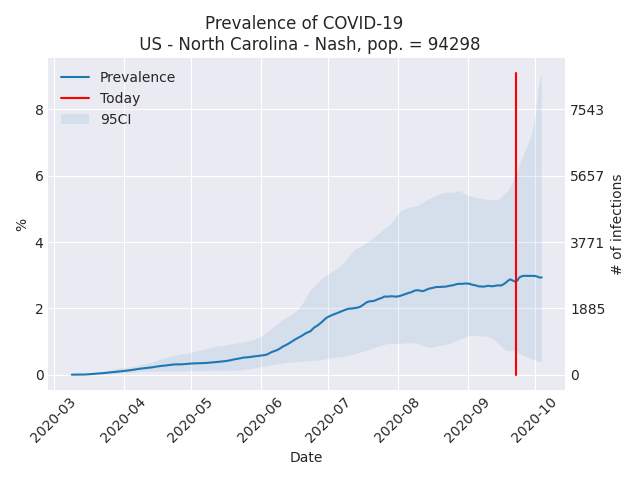 Prevalence of COVID-19
US - North Carolina - Nash, pop. = 94298
Prevalence
Today
95CI
8
6
4
2
0
%
7543
5657
3771
1885
0
# of infections
2020-03
2020-04
2020-05
2020-06
2020-07
2020-08
2020-09
2020-10
Date